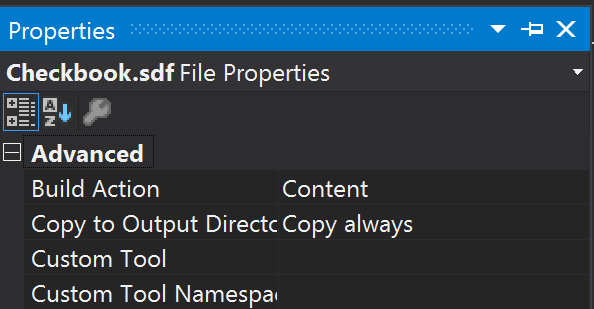 Properties
Checkbook.sdf File Properties
Advanced
Build Action Content
Copy to Output Directo Copy always
Custom Tool
Custom Tool Namespa